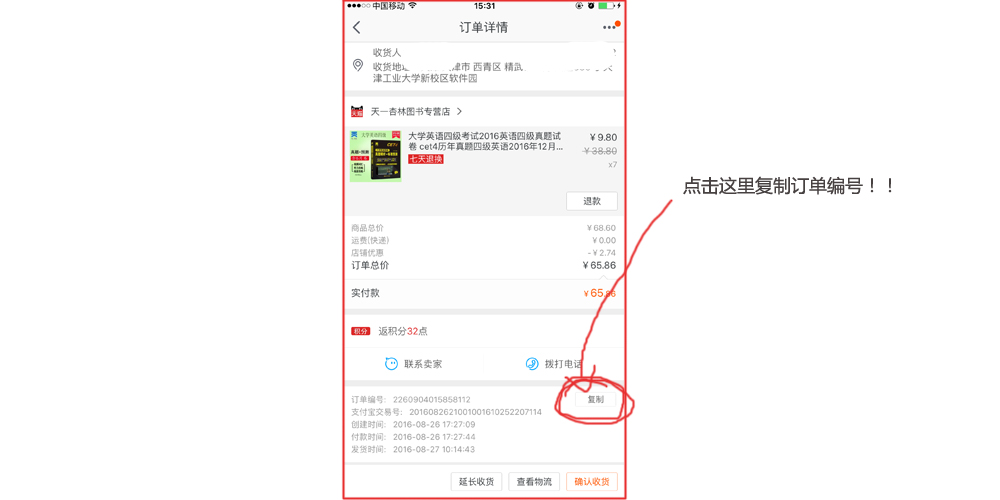 中国移动
15:31
订单详情
收货人
收货地
津市 西青区 精武
津工业大学新校区软件园
天猫
天一杏林图书专营店
大学英语四级考试2016英语四级真题试
卷 cet4历年真题四级英语2016年12月...
七天退换
¥ 9.80
¥ 38.80
x7
退款
点击这里复制订单编号！！
商品总价 ¥ 68.60
运费(快递) ¥ 0.00
店铺优惠 -¥ 2.74
订单总价 ¥ 65.86
实付款 ¥ 65.86
积分 返积分32点
联系卖家
拨打电话
订单编号: 2260904015858112
复制
支付宝交易号: 2016082621001001610252207114
创建时间: 2016-08-26 17:27:09
付款时间: 2016-08-26 17:27:44
发货时间: 2016-08-27 10:14:43
延长收货
查看物流
确认收货